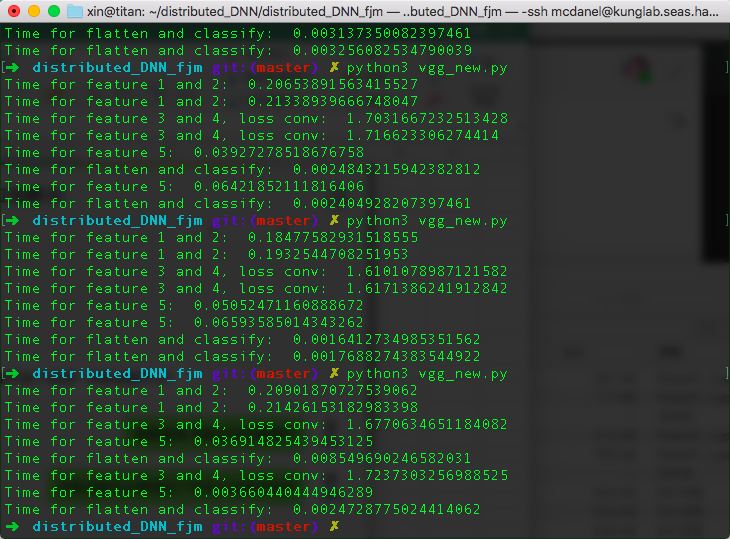 xin@titan: ~/distributed_DNN/distributed_DNN_fjm — ..buted_DNN_fjm — -ssh mcdanel@kunglab.seas.ha...
Time for flatten and classify:  0.003137350082397461
Time for flatten and classify:  0.00325608253479003​9
[➜  distributed_DNN_fjm git:(master) ✗ python3 vgg_new.py ]
Time for feature 1 and 2:  0.20653891563415527
Time for feature 1 and 2:  0.21338939666748047
Time for feature 3 and 4, loss conv:  1.7031667232513428
Time for feature 3 and 4, loss conv:  1.716623306274414
Time for feature 5:  0.03927278518676758
Time for flatten and classify:  0.0024843215942382812
Time for feature 5:  0.06421852111816406
Time for flatten and classify:  0.002404928207397461
[➜  distributed_DNN_fjm git:(master) ✗ python3 vgg_new.py ]
Time for feature 1 and 2:  0.18477582931518555
Time for feature 1 and 2:  0.1932544708251953
Time for feature 3 and 4, loss conv:  1.6101078987121582
Time for feature 3 and 4, loss conv:  1.6171386241912842
Time for feature 5:  0.05052471160888672
Time for feature 5:  0.06593585014343262
Time for flatten and classify:  0.0016412734985351562
Time for flatten and classify:  0.0017688274383544922
[➜  distributed_DNN_fjm git:(master) ✗ python3 vgg_new.py ]
Time for feature 1 and 2:  0.20901870727539062
Time for feature 1 and 2:  0.21426153182983398
Time for feature 3 and 4, loss conv:  1.6770634651184082
Time for feature 5:  0.036914825439453125
Time for flatten and classify:  0.008549690246582031
Time for feature 3 and 4, loss conv:  1.7237303256988525
Time for feature 5:  0.003660440444946289
Time for flatten and classify:  0.0024728775024414062
➜  distributed_DNN_fjm git:(master) ✗